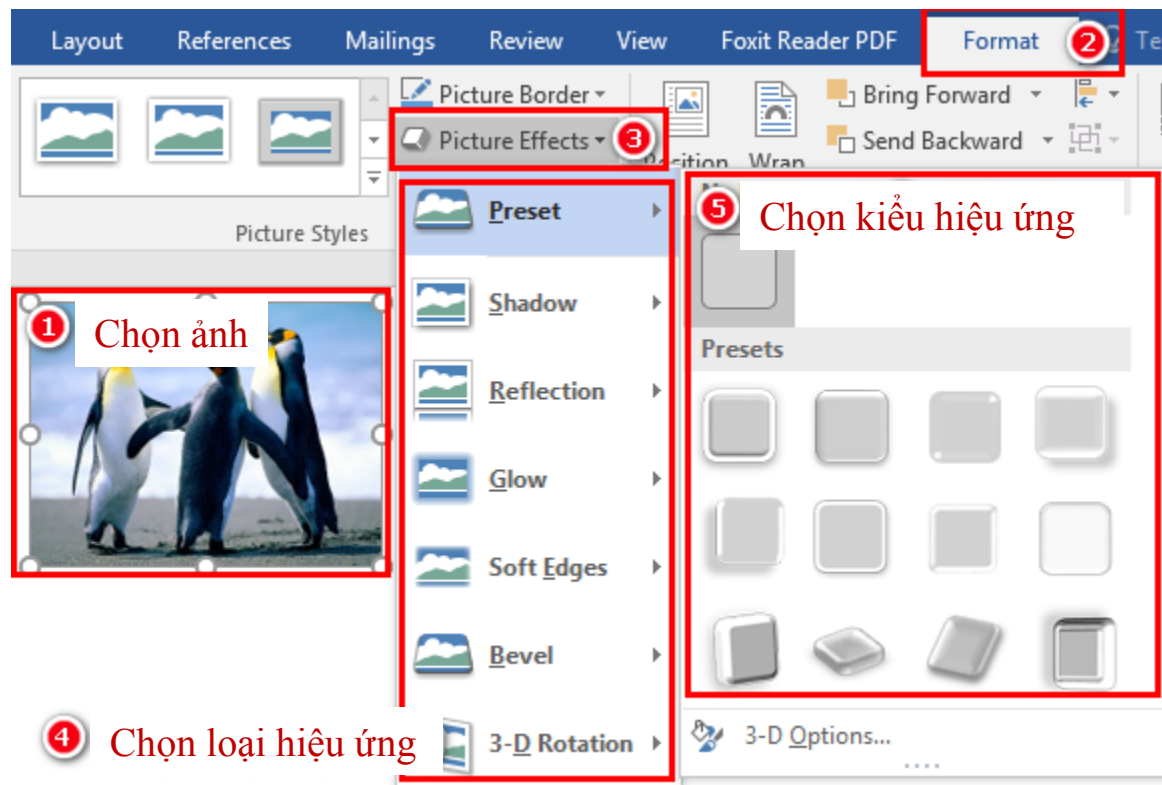 Layout References Mailings Review View Foxit Reader PDF Format 2
Picture Border
Picture Effects 3
Bring Forward
Send Backward
Position Wrap
Picture Styles
1 Chọn ảnh
Preset
Shadow
Reflection
Glow
Soft Edges
Bevel
3-D Rotation
4 Chọn loại hiệu ứng
5 Chọn kiểu hiệu ứng
Presets
3-D Options...